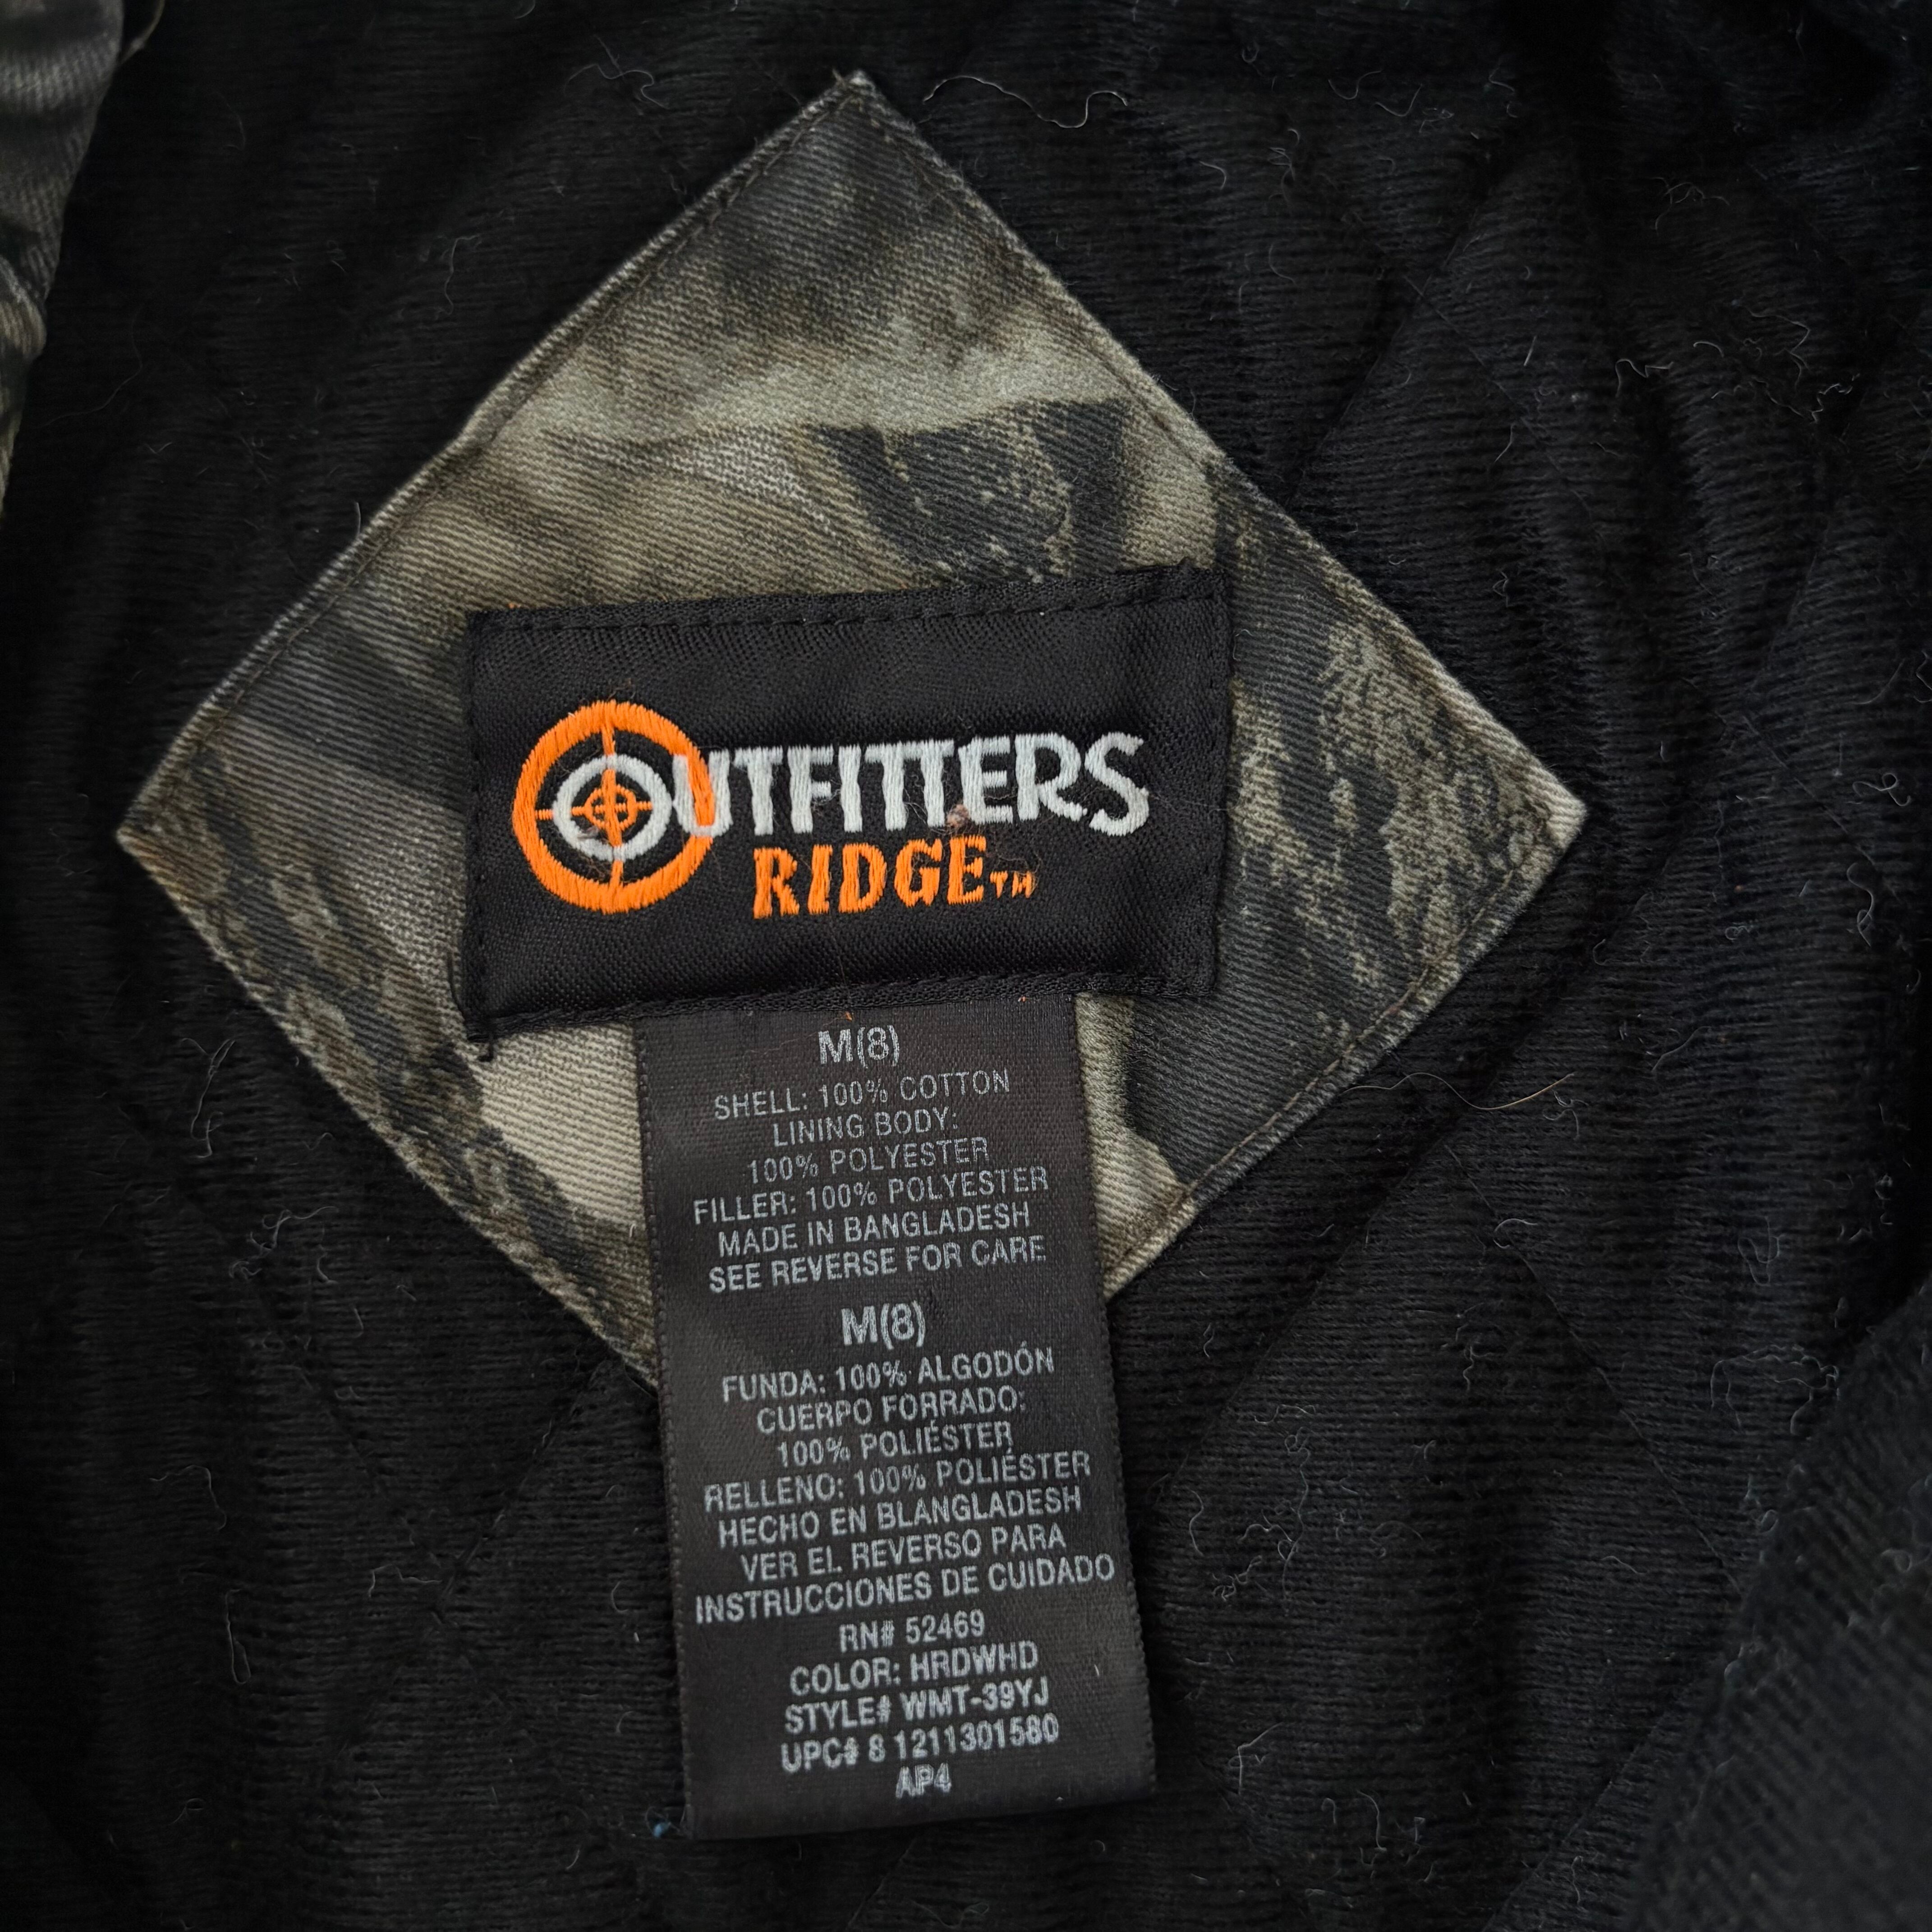 OUTFITTERS
RIDGE™
M(8)
SHELL: 100% COTTON
LINING BODY:
100% POLYESTER
FILLER: 100% POLYESTER
MADE IN BANGLADESH
SEE REVERSE FOR CARE
M(8)
FUNDA: 100% ALGODÓN
CUERPO FORRADO:
100% POLIÉSTER
RELLENO: 100% POLIÉSTER
HECHO EN BLANGLADESH
VER EL REVERSO PARA
INSTRUCCIONES DE CUIDADO
RN# 52469
COLOR: HRDWHD
STYLE# WMT-39YJ
UPC# 8 1211301580
AP4